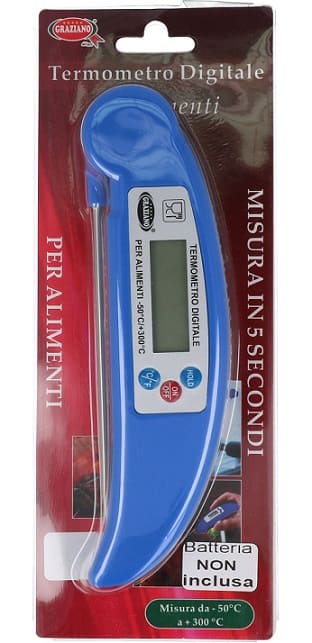 GRAZIANO
Termometro Digitale
PER ALIMENTI
MISURA IN 5 SECONDI
GRAZIANO
PER ALIMENTI -50°C/+300°C
TERMOMETRO DIGITALE
HOLD
ON/OFF
°C/°F
Batteria
NON
inclusa
Misura da - 50°C
a + 300 °C